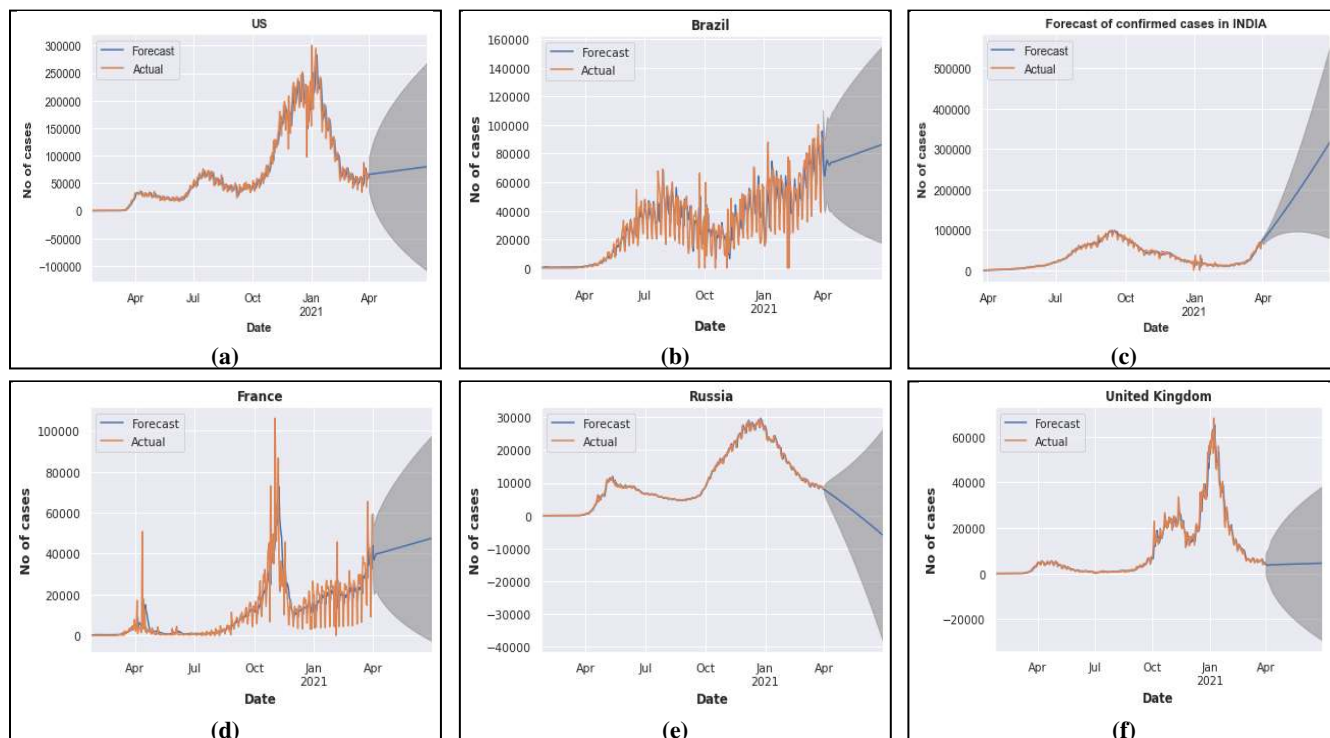 US
300000
250000
200000
150000
100000
50000
0
−50000
−100000
No of cases
Forecast
Actual
Apr Jul Oct Jan Apr
2021
Date
(a)
Brazil
160000
140000
120000
100000
80000
60000
40000
20000
0
No of cases
Forecast
Actual
Apr Jul Oct Jan Apr
2021
Date
(b)
Forecast of confirmed cases in INDIA
500000
400000
300000
200000
100000
0
No of cases
Forecast
Actual
Apr Jul Oct Jan Apr
2021
Date
(c)
France
100000
80000
60000
40000
20000
0
No of cases
Forecast
Actual
Apr Jul Oct Jan Apr
2021
Date
(d)
Russia
30000
20000
10000
0
−10000
−20000
−30000
−40000
No of cases
Forecast
Actual
Apr Jul Oct Jan Apr
2021
Date
(e)
United Kingdom
60000
40000
20000
0
−20000
No of cases
Forecast
Actual
Apr Jul Oct Jan Apr
2021
Date
(f)